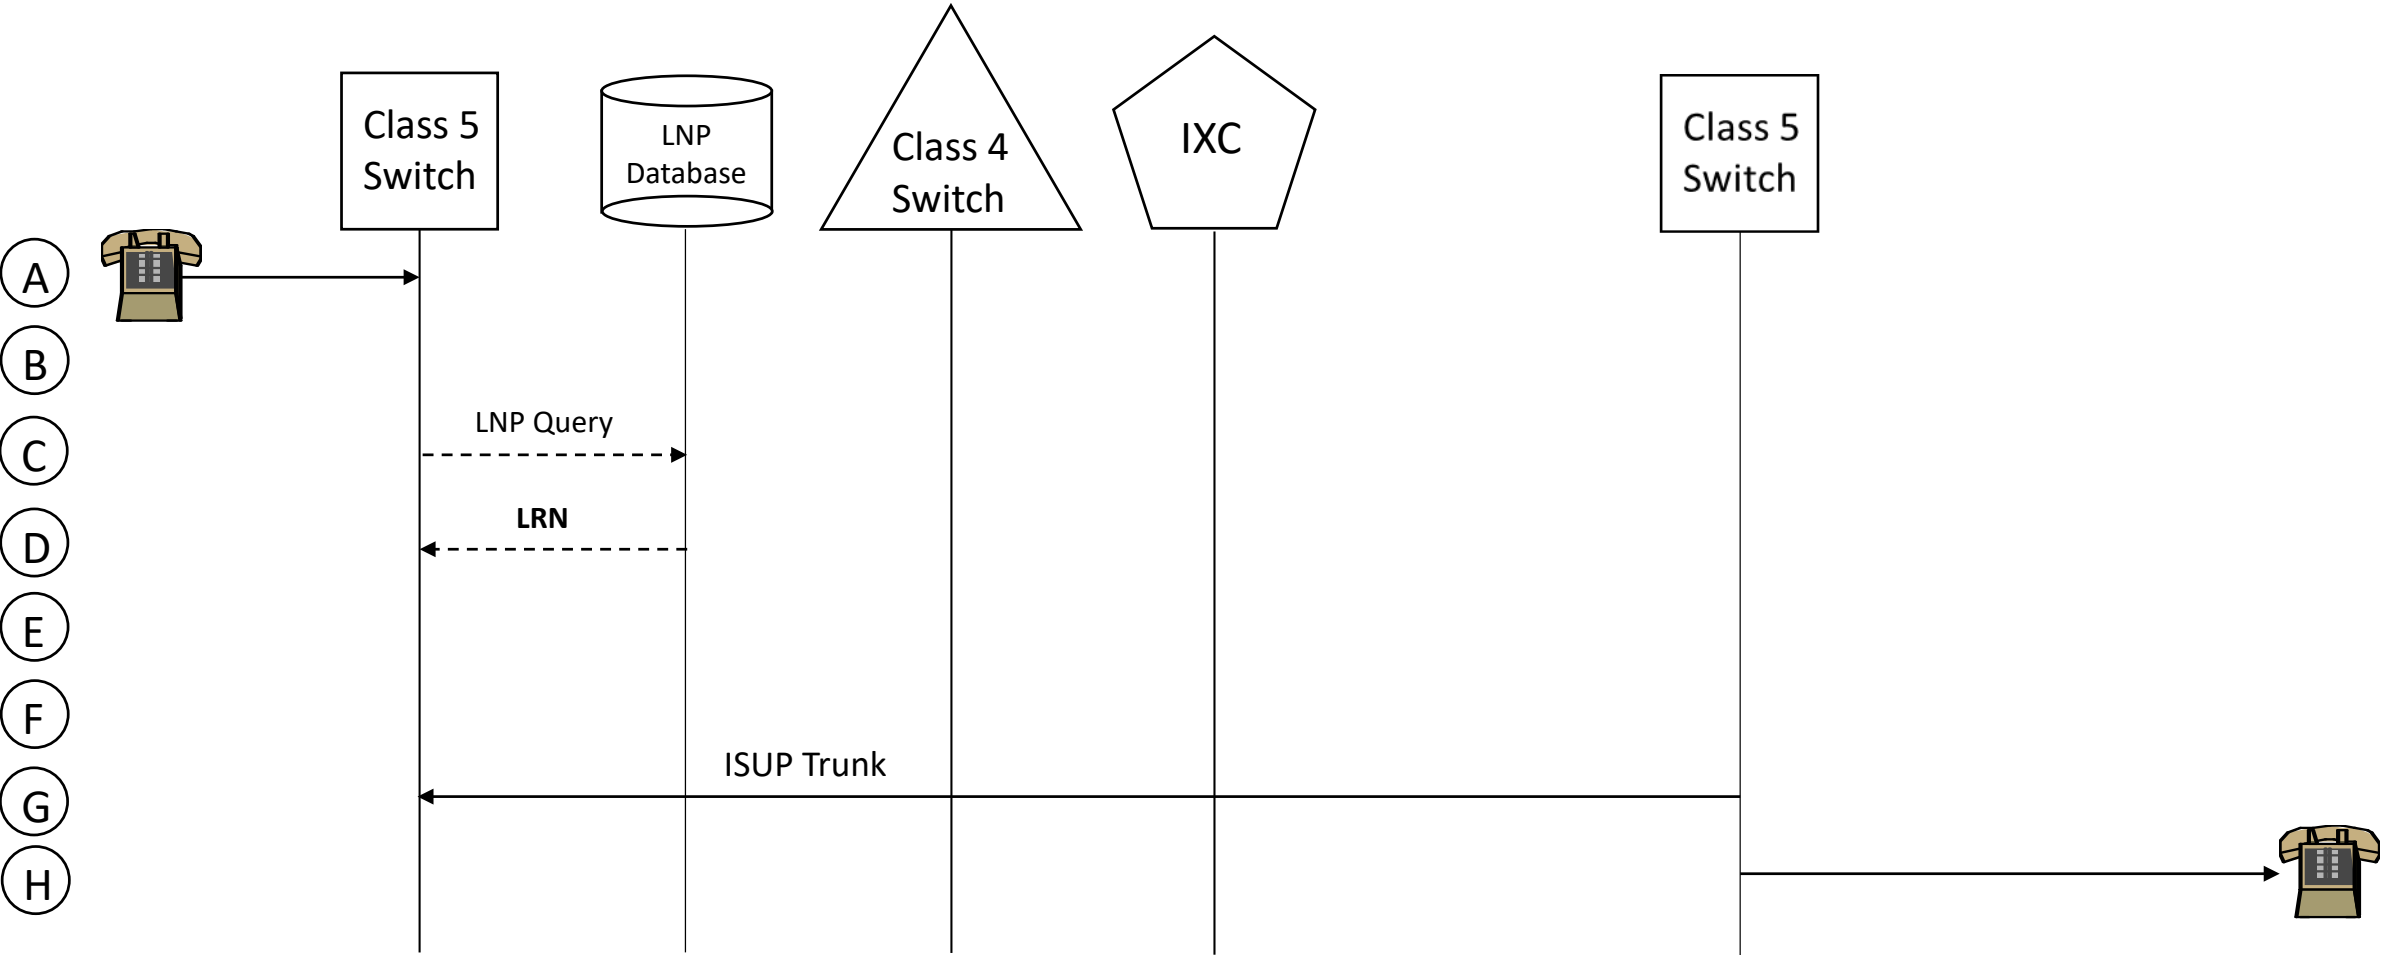 Class 5
Switch
LNP
Database
Class 4
Switch
IXC
Class 5
Switch
A
B
C
LNP Query
D
LRN
E
F
G
ISUP Trunk
H